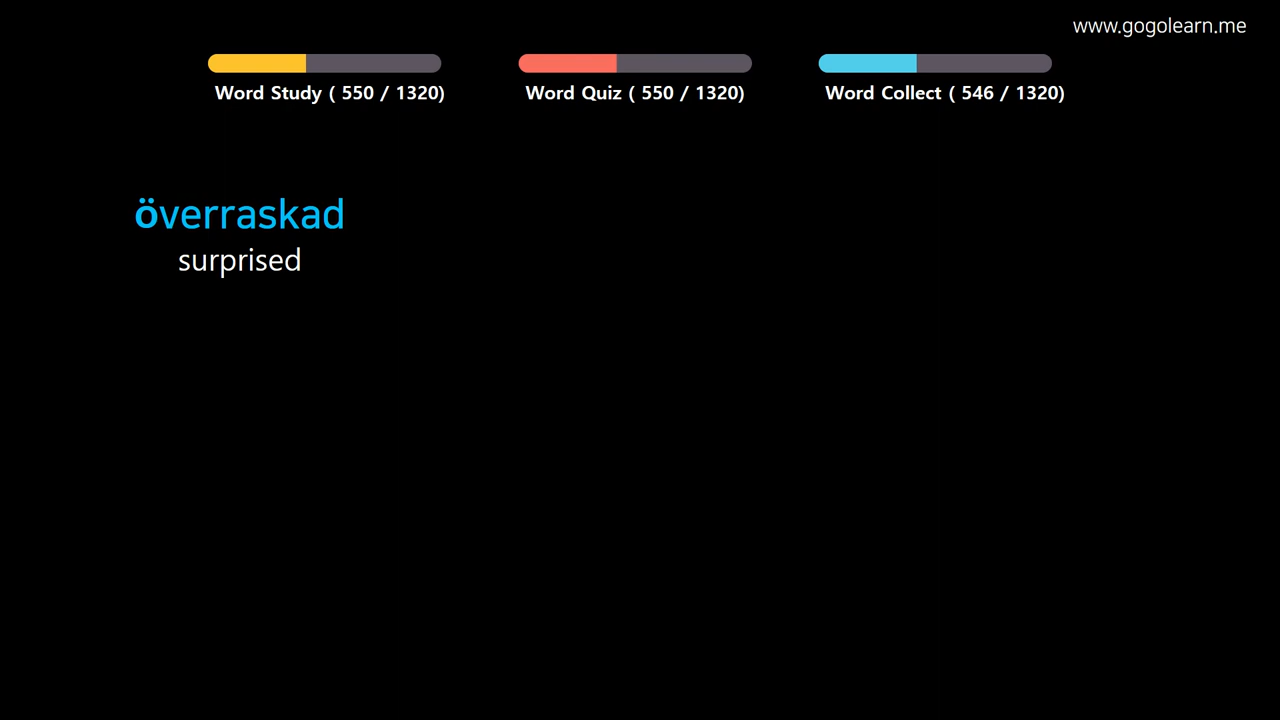 www.gogolearn.me
Word Study ( 550 / 1320)
Word Quiz ( 550 / 1320)
Word Collect ( 546 / 1320)
överraskad
surprised